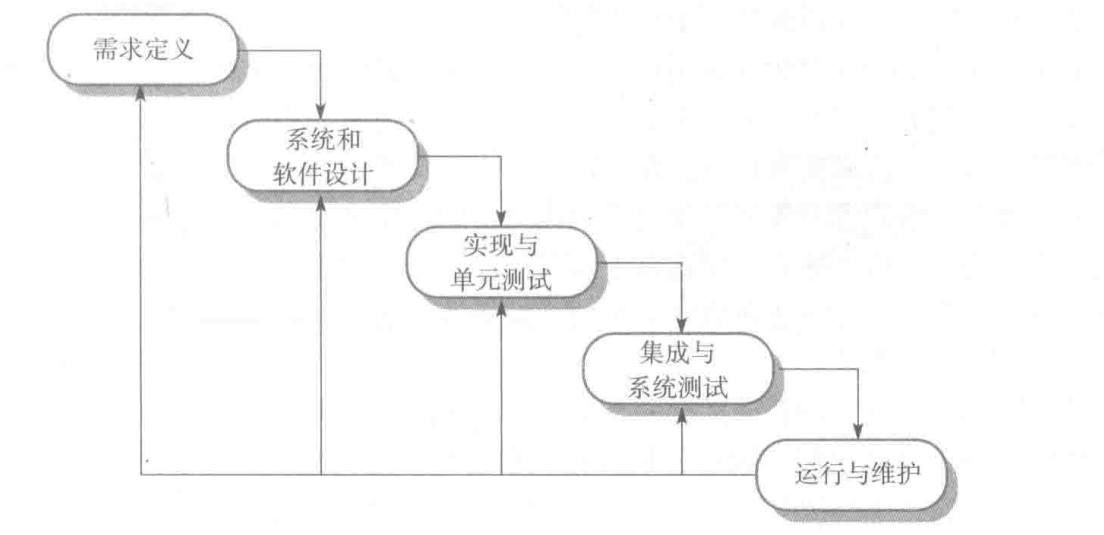 需求定义
系统和
软件设计
实现与
单元测试
集成与
系统测试
运行与维护